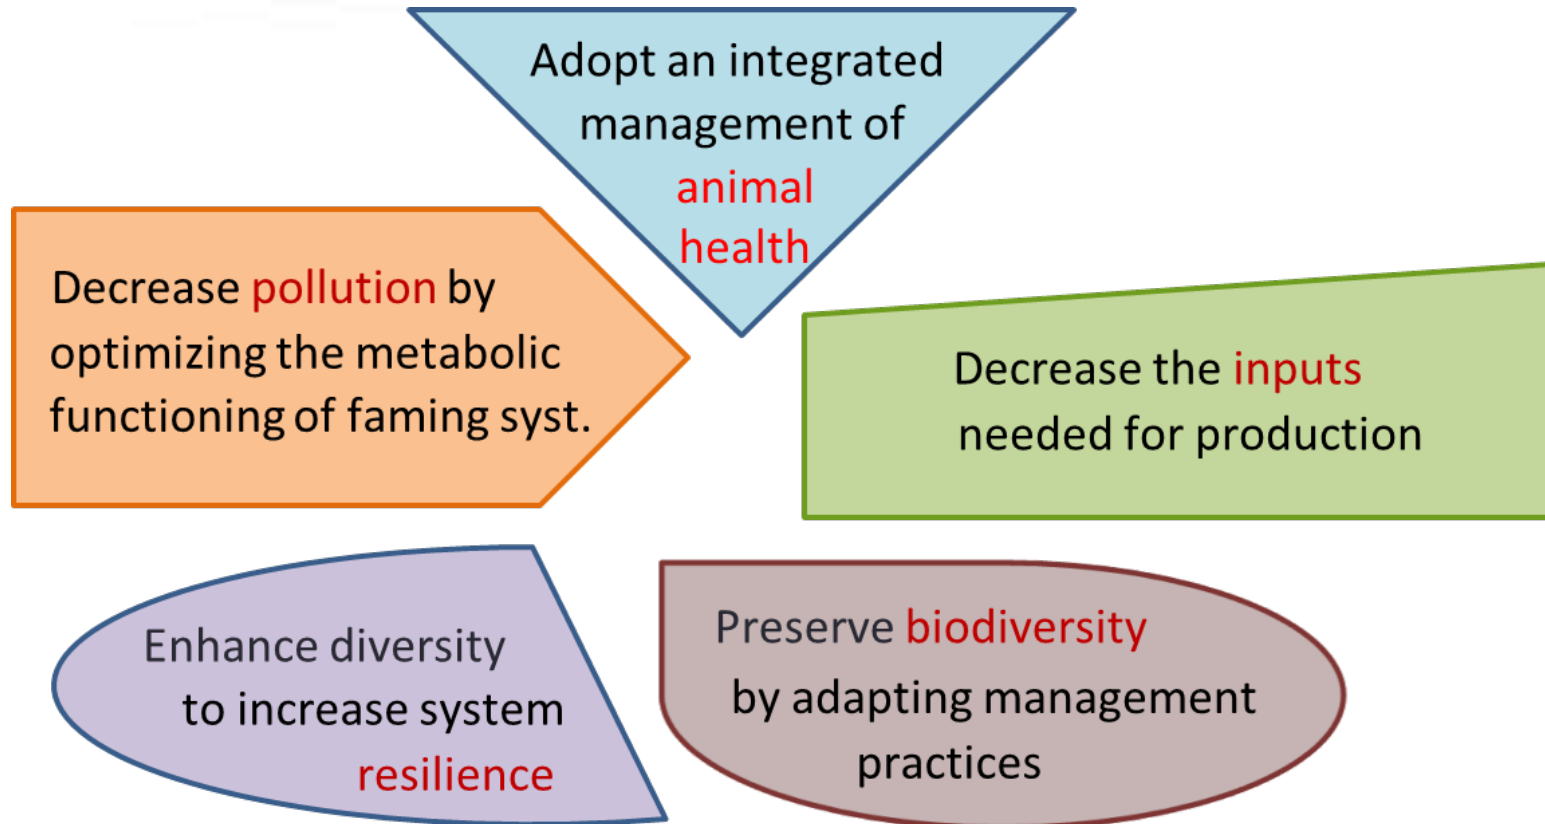 Adopt an integrated
management of
animal
health
Decrease pollution by
optimizing the metabolic
functioning of faming syst.
Decrease the inputs
needed for production
Enhance diversity
to increase system
resilience
Preserve biodiversity
by adapting management
practices